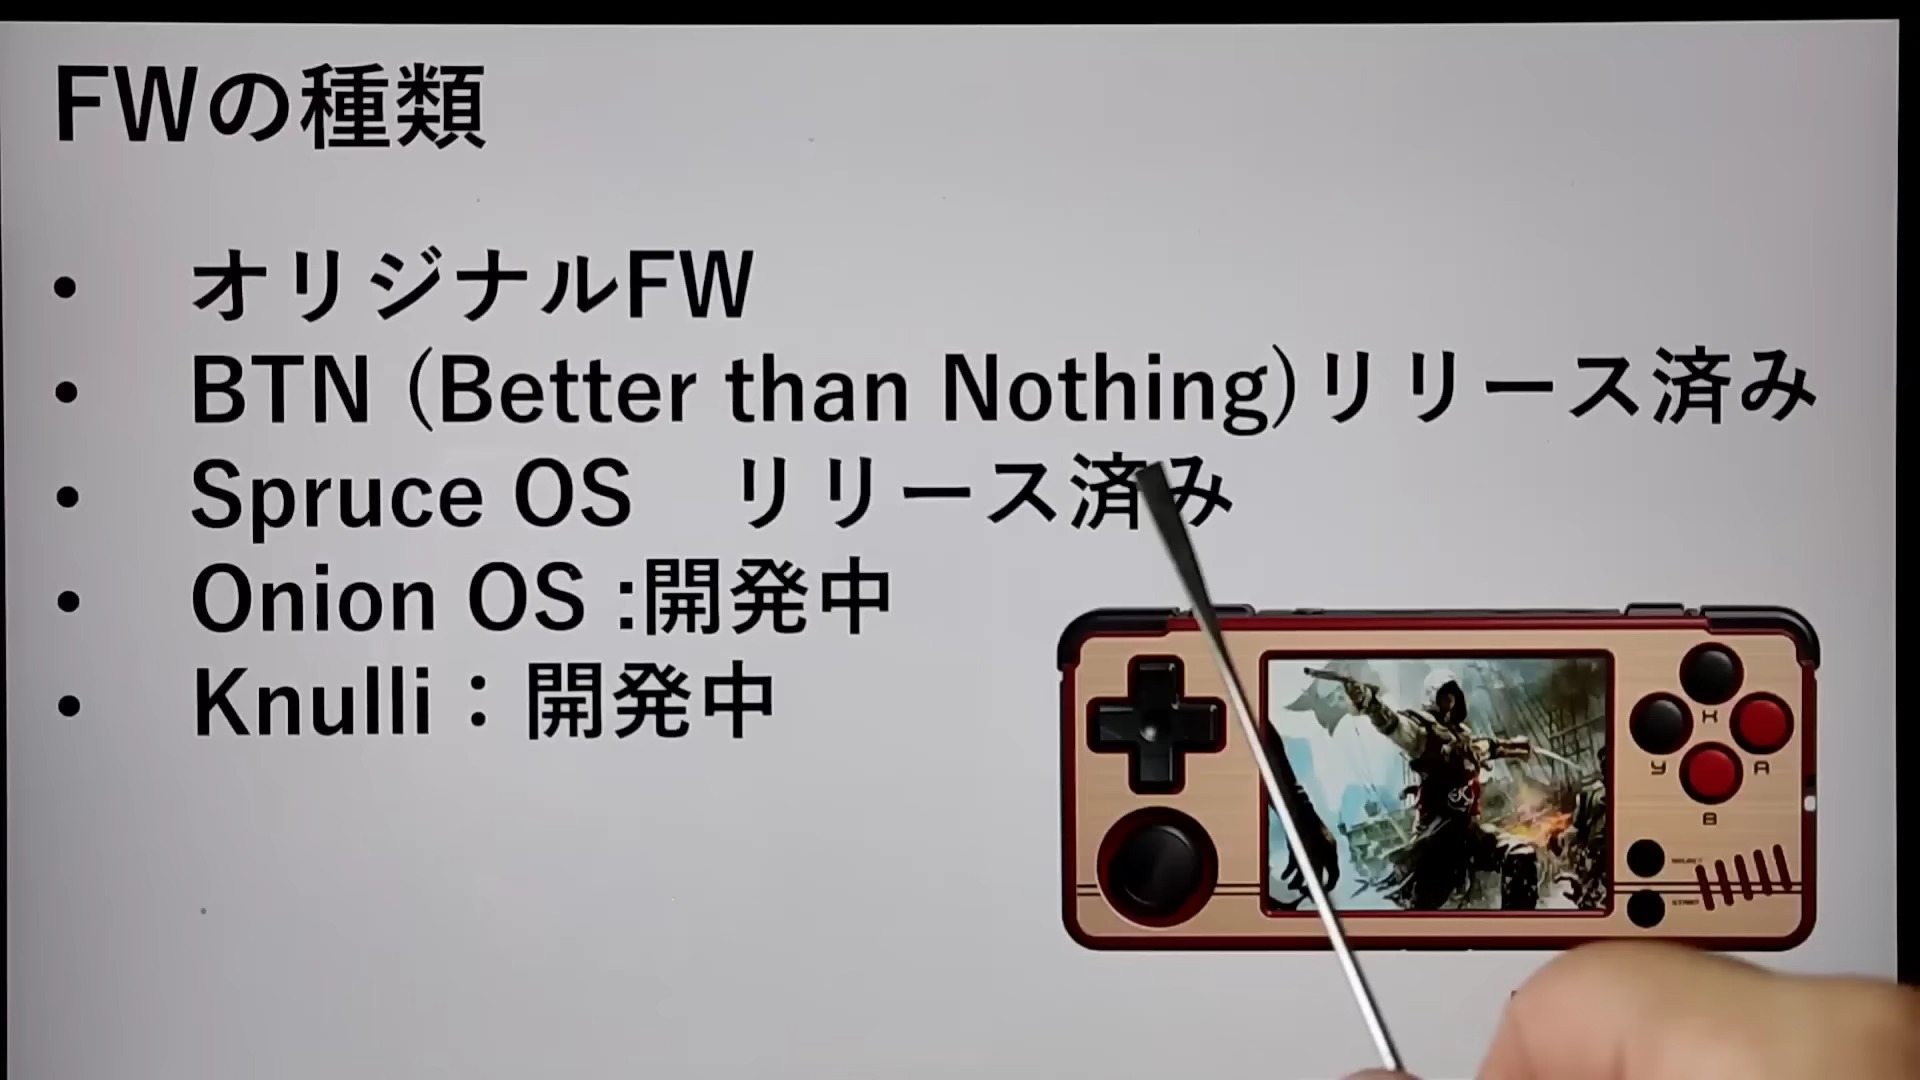 FWの種類
• オリジナルFW
• BTN (Better than Nothing)リリース済み
• Spruce OS　リリース済み
• Onion OS :開発中
• Knulli：開発中
X
Y
A
B